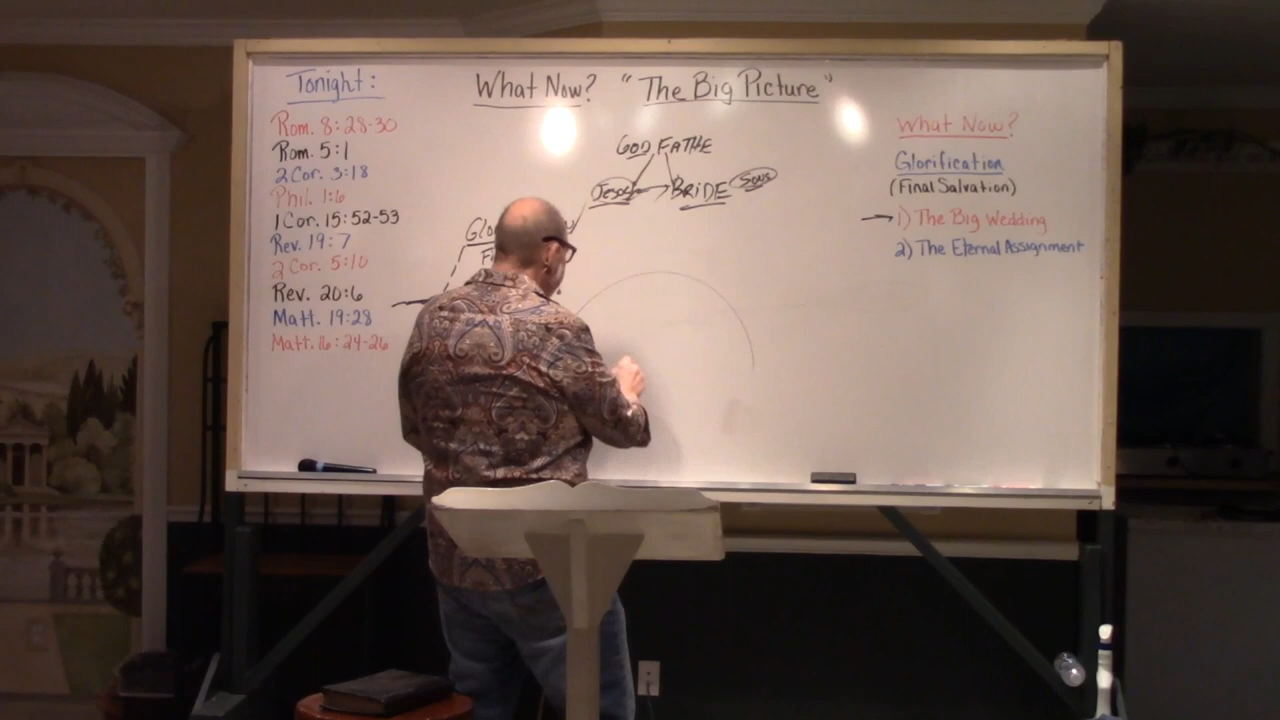 Tonight:
Rom. 8:28-30
Rom. 5:1
2 Cor. 3:18
Phil. 1:6
1 Cor. 15:52-53
Rev. 19:7
2 Cor. 5:10
Rev. 20:6
Matt. 19:28
Matt. 16:24-26
What Now? "The Big Picture"
GOD FATHE
JESUS BRIDE SONS
What Now?
Glorification
(Final Salvation)
1) The Big Wedding
2) The Eternal Assignment